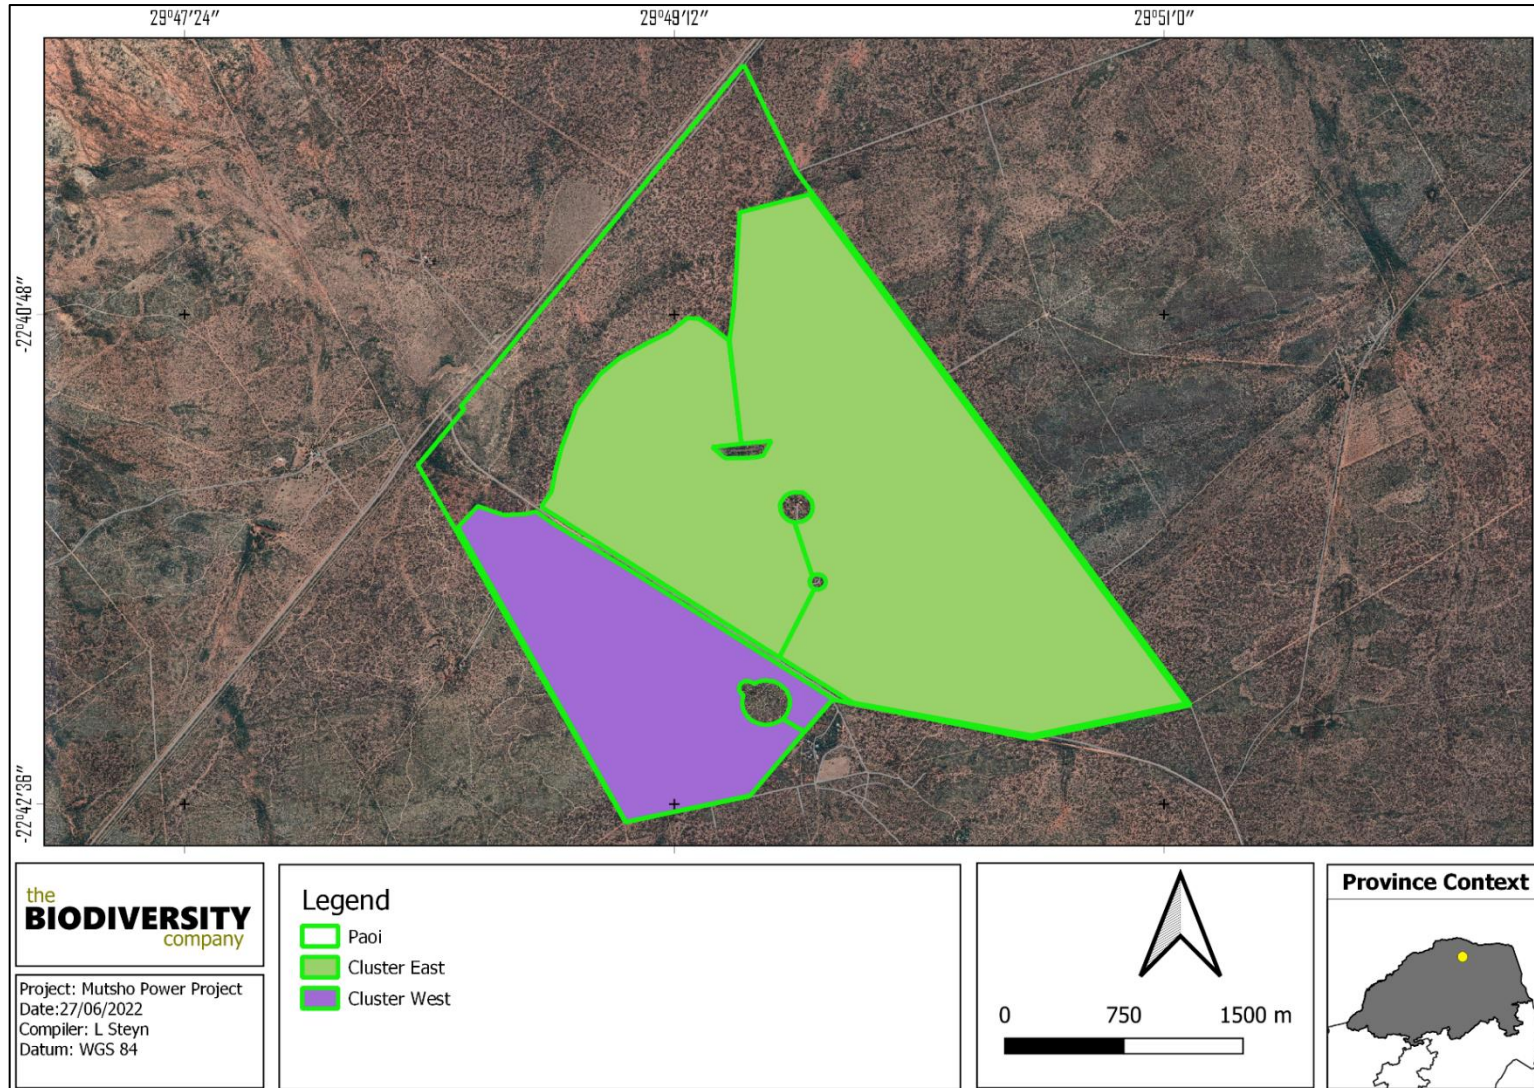 29°47'24"
29°49'12"
29°51'0"
-22°40'48"
-22°42'36"
the
BIODIVERSITY
company
Project: Mutsho Power Project
Date:27/06/2022
Compiler: L Steyn
Datum: WGS 84
Legend
Paoi
Cluster East
Cluster West
0 750 1500 m
Province Context